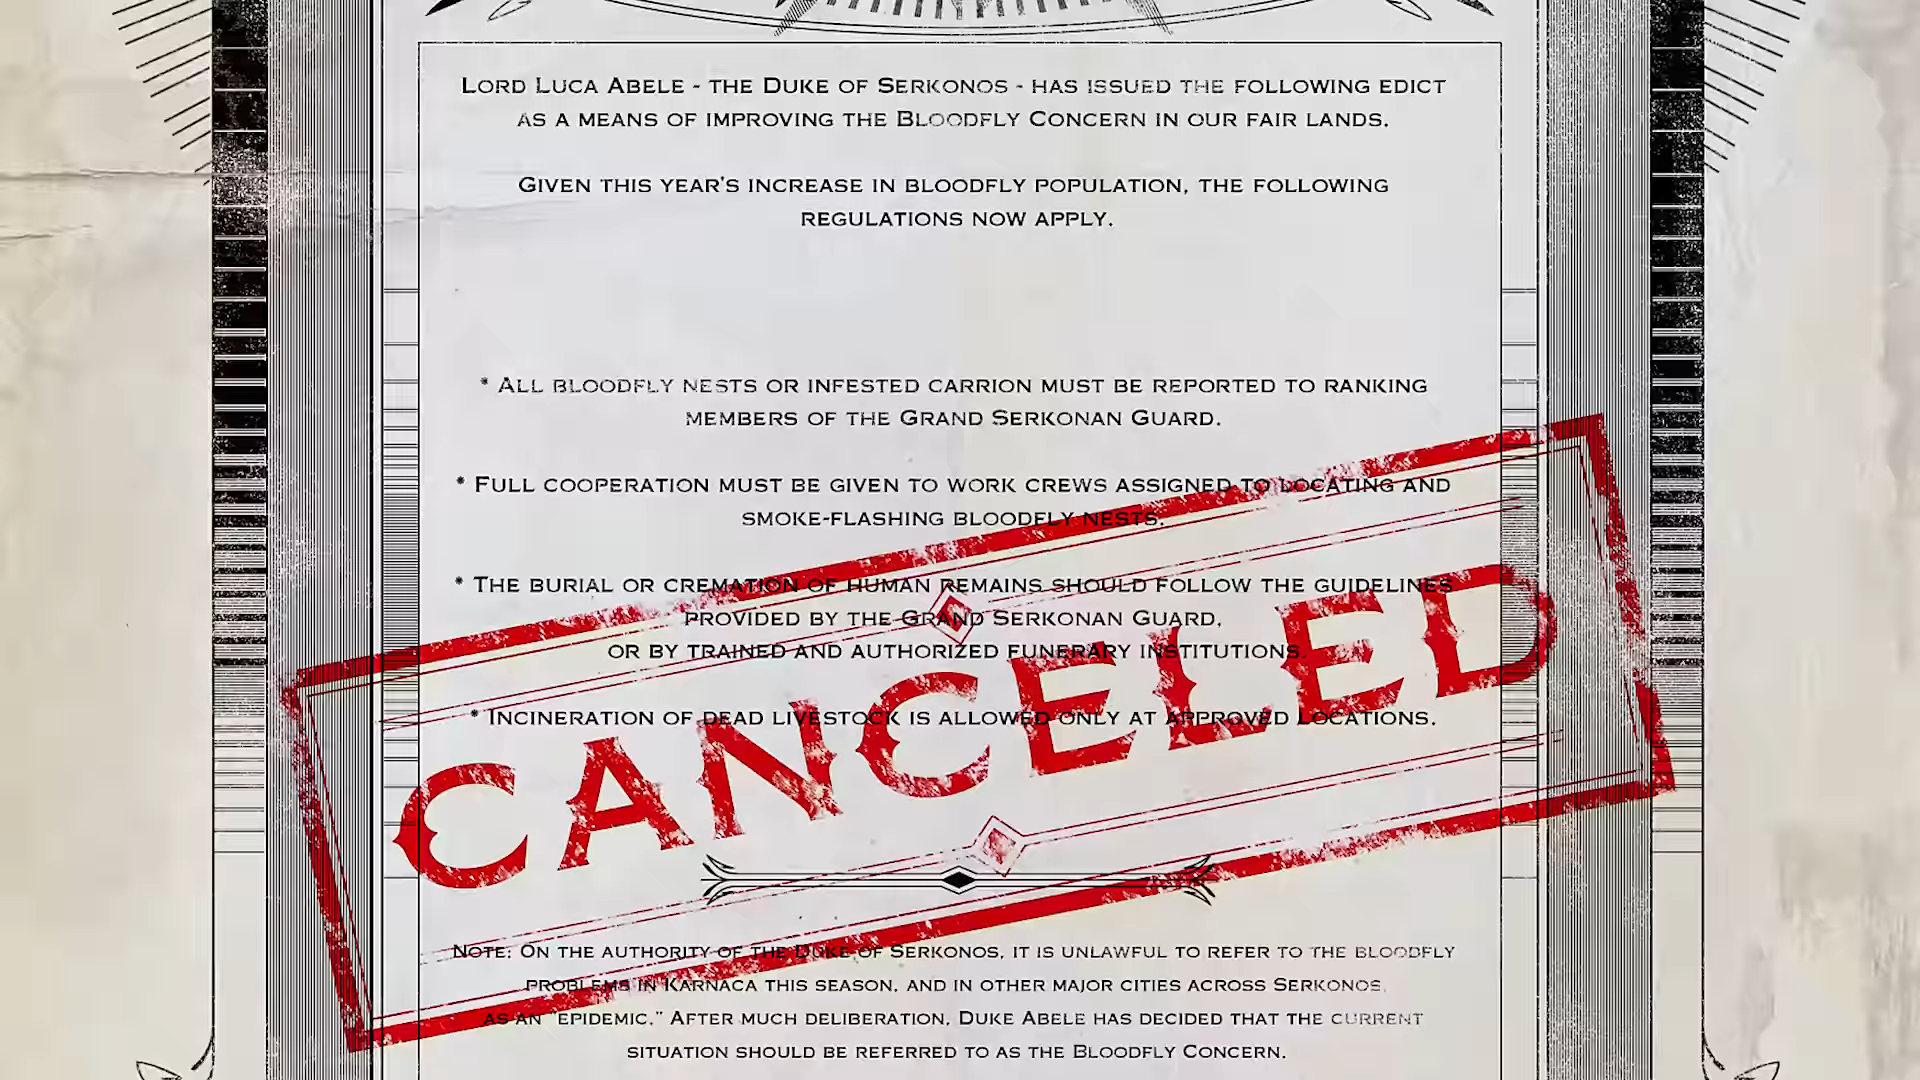 Lord Luca Abele - the Duke of Serkonos - has issued the following edict
as a means of improving the Bloodfly Concern in our fair lands.
Given this year's increase in bloodfly population, the following
regulations now apply.
* All bloodfly nests or infested carrion must be reported to ranking
members of the Grand Serkonan Guard.
* Full cooperation must be given to work crews assigned to locating and
smoke-flashing bloodfly nests.
* The burial or cremation of human remains should follow the guidelines
provided by the Grand Serkonan Guard,
or by trained and authorized funerary institutions.
* Incineration of dead livestock is allowed only at approved locations.
CANCELED
Note: On the authority of the Duke of Serkonos, it is unlawful to refer to the bloodfly
problems in Karnaca this season, and in other major cities across Serkonos,
as an "epidemic." After much deliberation, Duke Abele has decided that the current
situation should be referred to as the Bloodfly Concern.